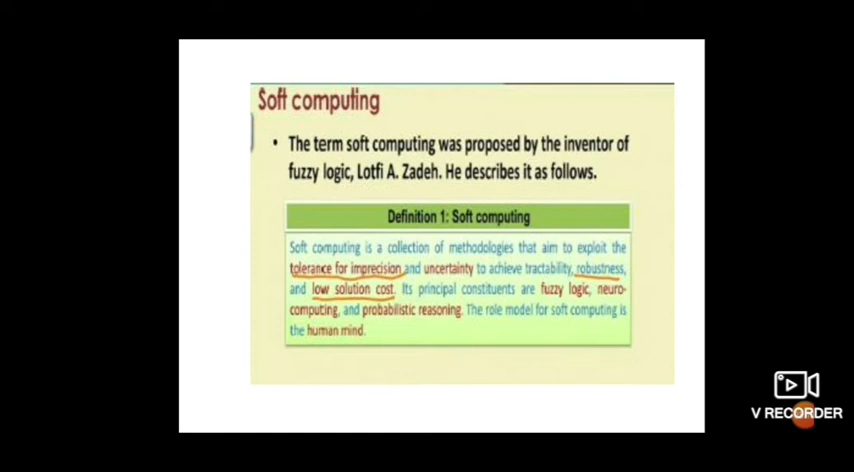 Soft computing
• The term soft computing was proposed by the inventor of
fuzzy logic, Lotfi A. Zadeh. He describes it as follows.
Definition 1: Soft computing
Soft computing is a collection of methodologies that aim to exploit the
tolerance for imprecision and uncertainty to achieve tractability, robustness,
and low solution cost. Its principal constituents are fuzzy logic, neuro-
computing, and probabilistic reasoning. The role model for soft computing is
the human mind.
V RECORDER